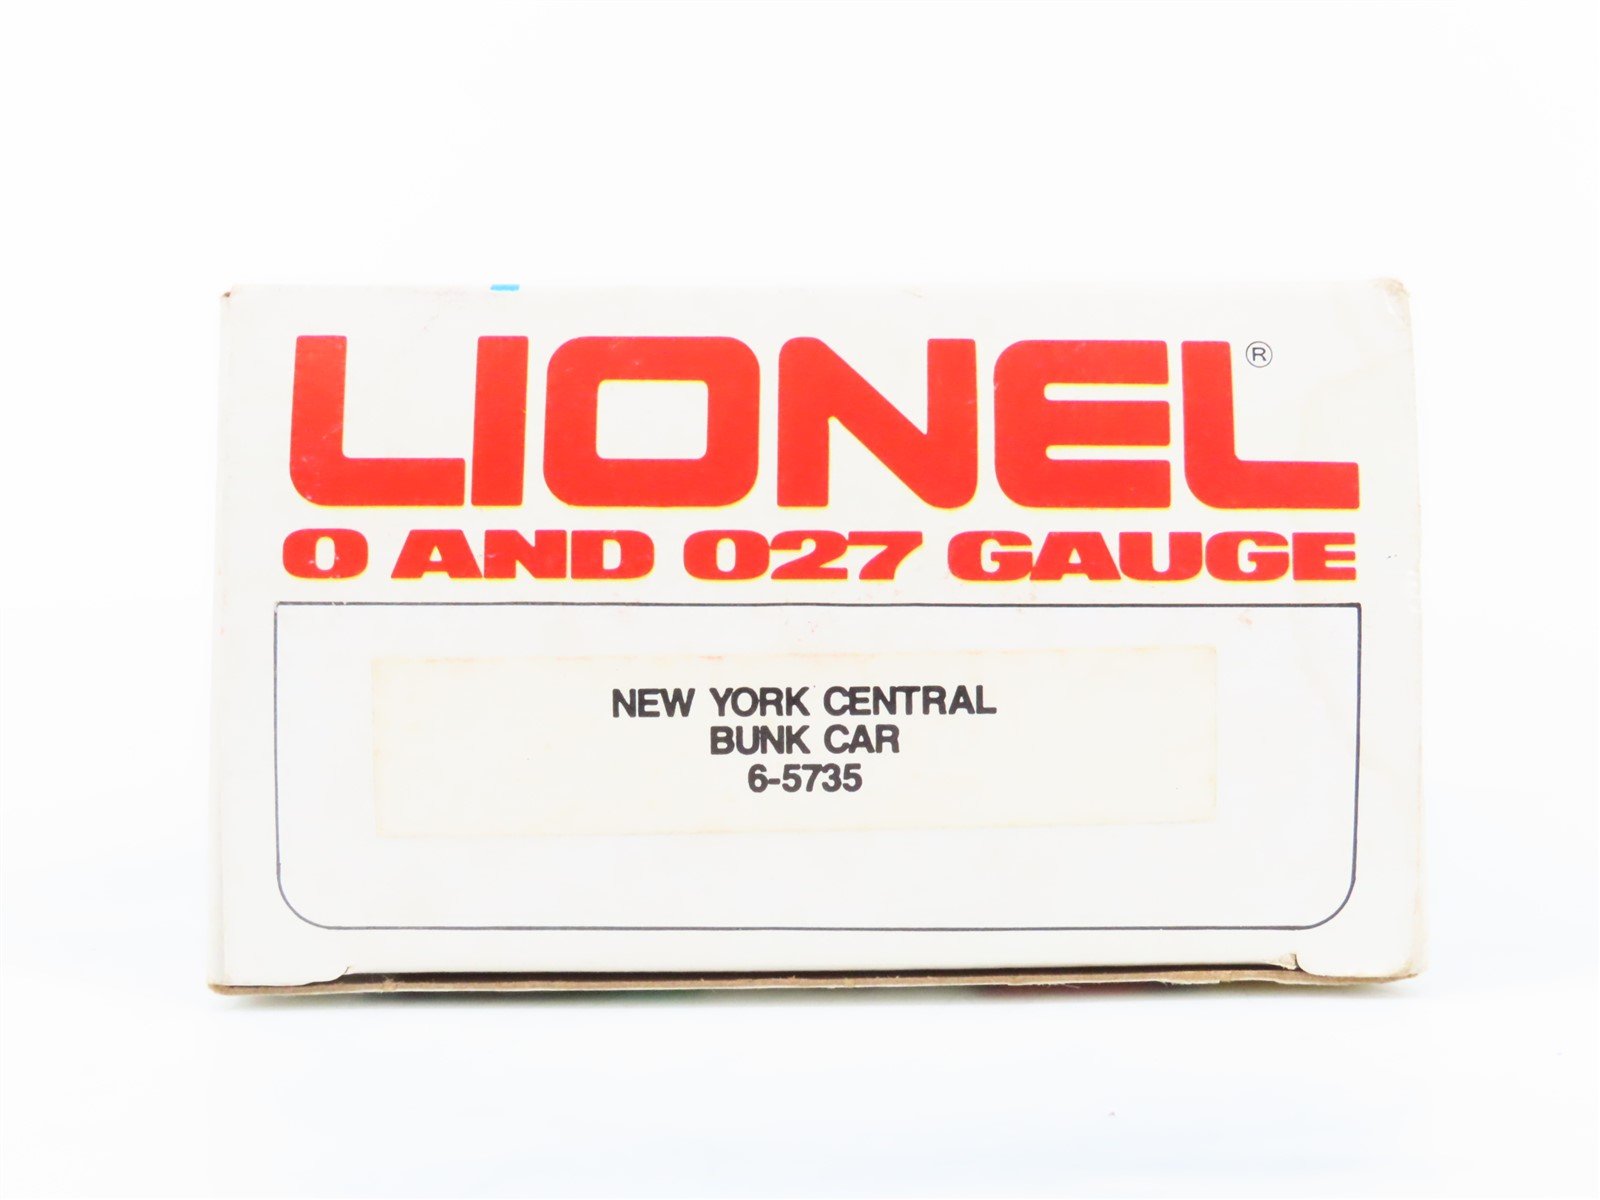 LIONEL®
O AND O27 GAUGE
NEW YORK CENTRAL
BUNK CAR
6-5735